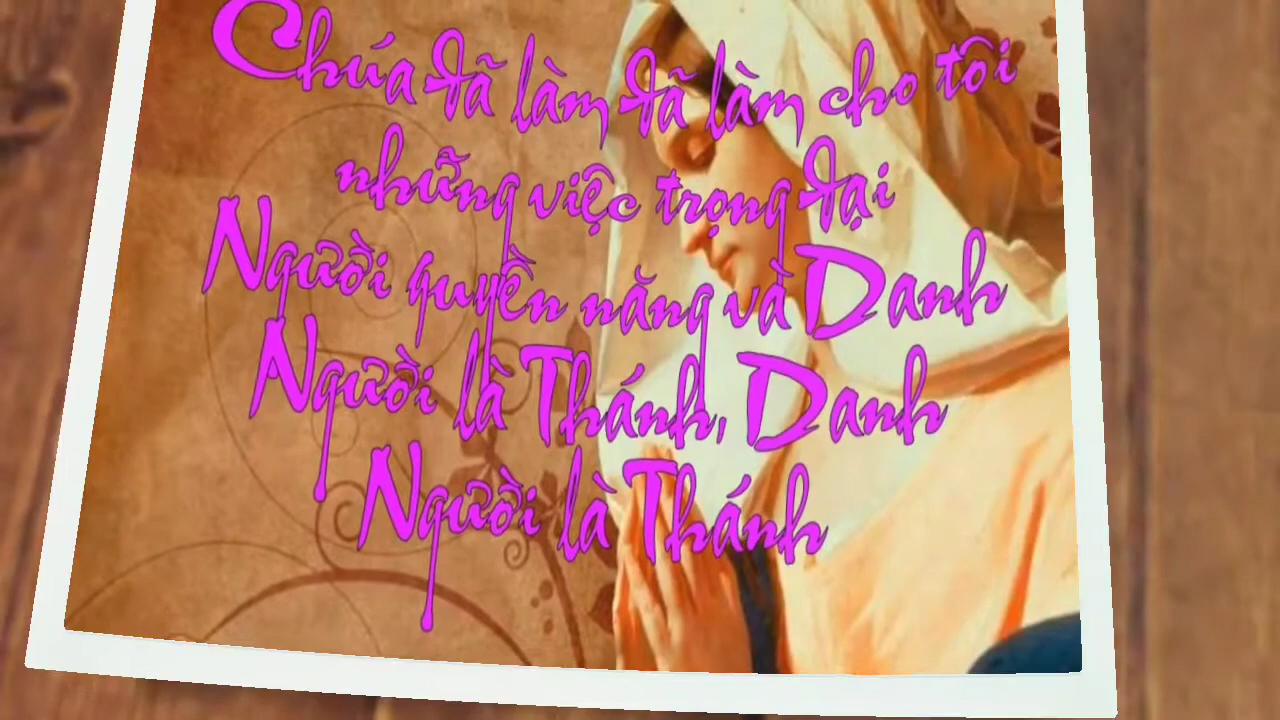 Chúa đã làm đã làm cho tôi
những việc trọng đại
Người quyền năng và Danh
Người là Thánh, Danh
Người là Thánh